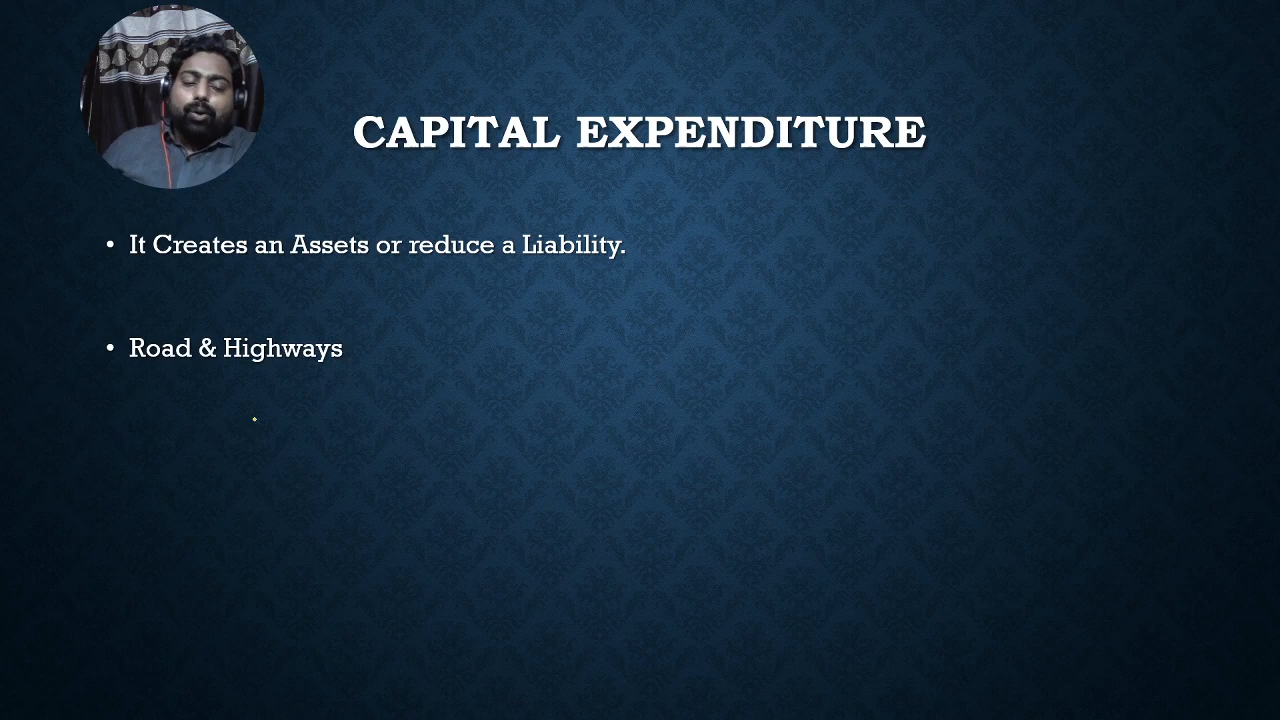 CAPITAL EXPENDITURE
• It Creates an Assets or reduce a Liability.
• Road & Highways